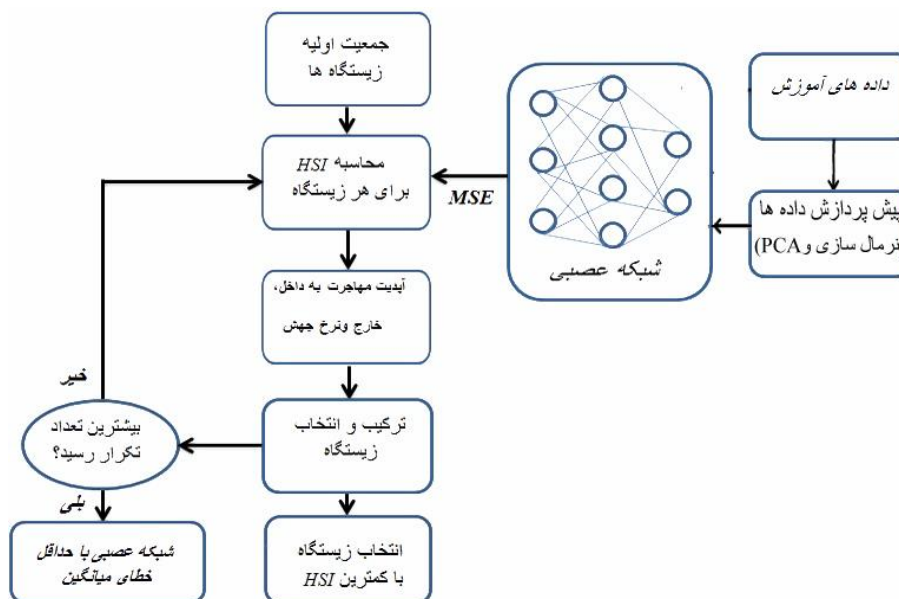 جمعیت اولیه
زیستگاه ها
داده های آموزش
محاسبه HSI
برای هر زیستگاه
MSE
شبکه عصبی
پیش پردازش داده ها
(نرمال سازی و PCA)
آپدیت مهاجرت به داخل،
خارج ونرخ جهش
خیر
ترکیب و انتخاب
زیستگاه
بیشترین تعداد
تکرار رسید؟
بلی
شبکه عصبی با حداقل
خطای میانگین
انتخاب زیستگاه
با کمترین HSI